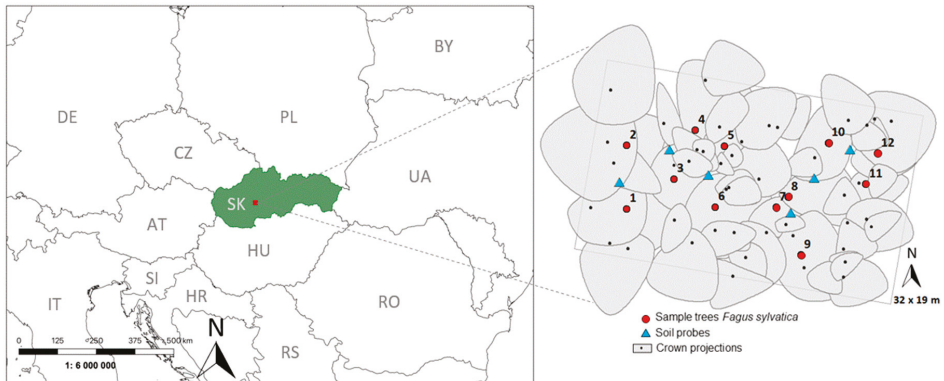 BY
DE
PL
CZ
UA
SK
AT
HU
SI
HR
IT
RO
RS
N
0 125 250 375 500 km
1: 6 000 000
4
2
5
10
12
3
11
8
1
6
7
9
N
32 x 19 m
Sample trees Fagus sylvatica
Soil probes
Crown projections